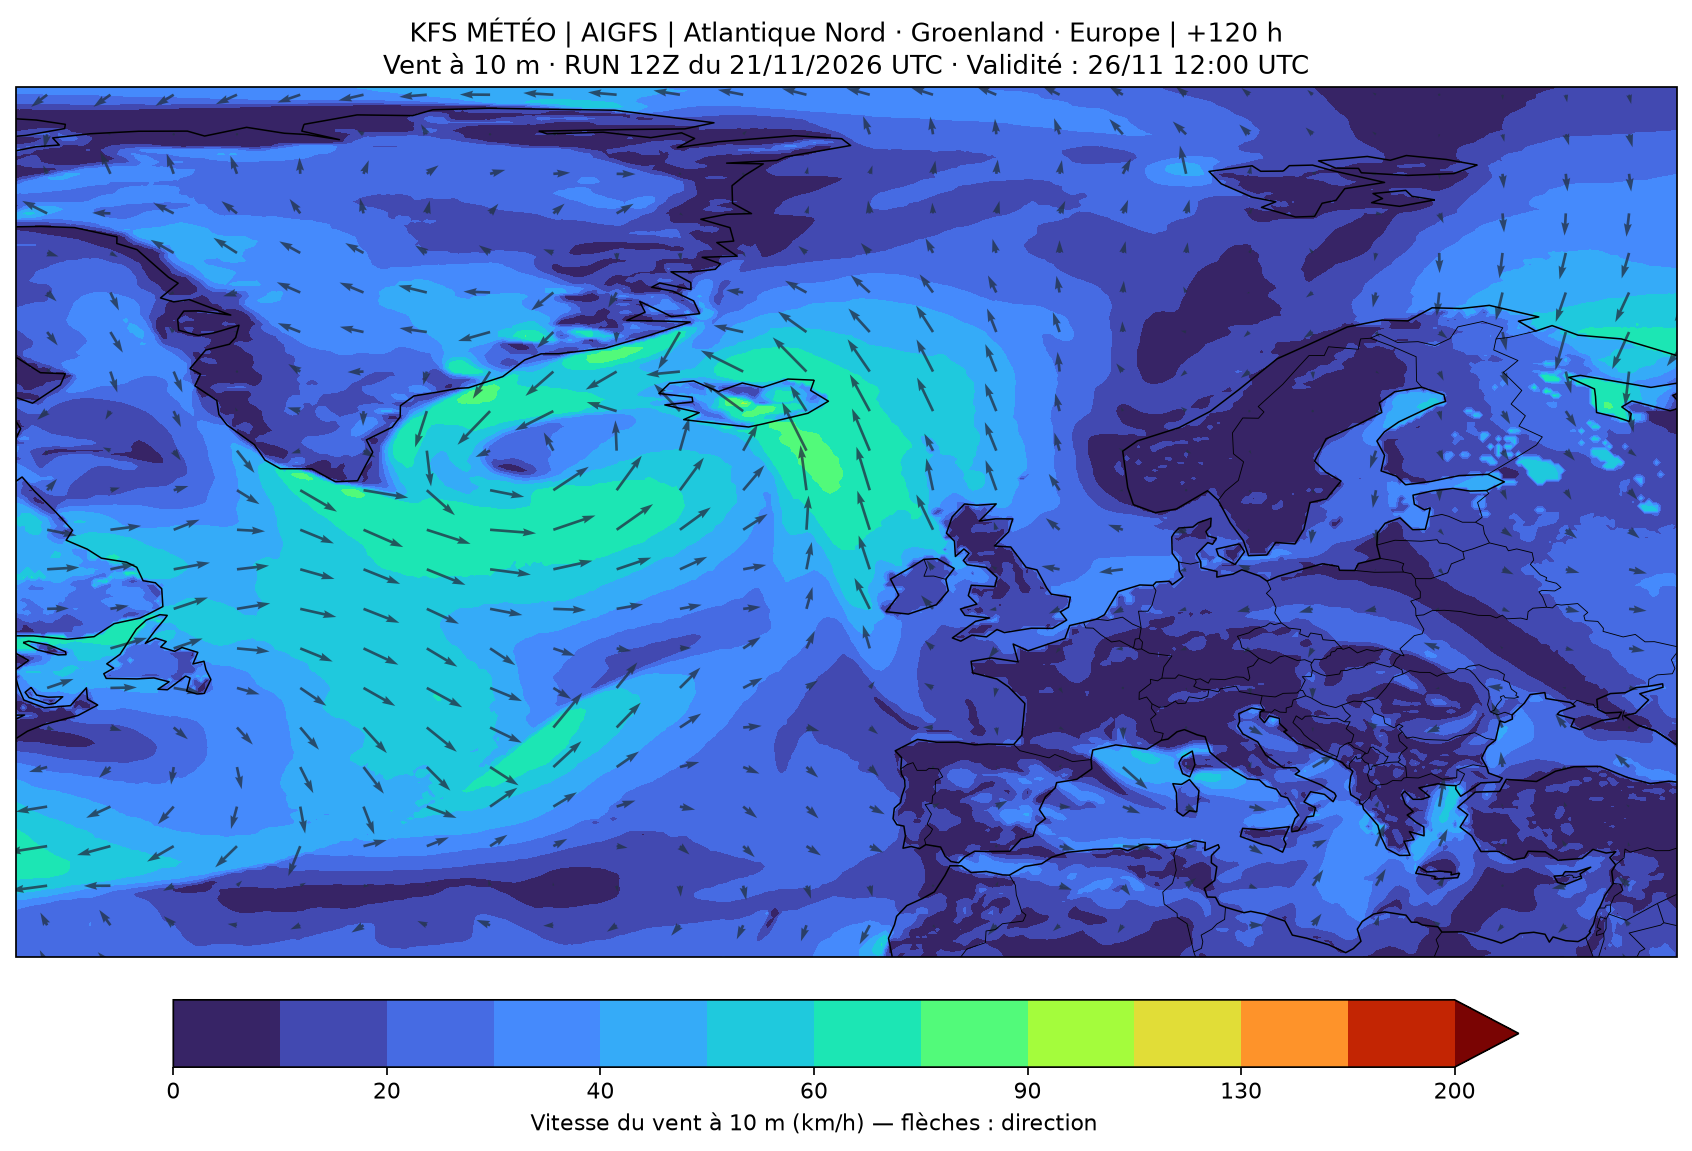 KFS MÉTÉO | AIGFS | Atlantique Nord · Groenland · Europe | +120 h
Vent à 10 m · RUN 12Z du 21/11/2026 UTC · Validité : 26/11 12:00 UTC
0 20 40 60 90 130 200
Vitesse du vent à 10 m (km/h) — flèches : direction